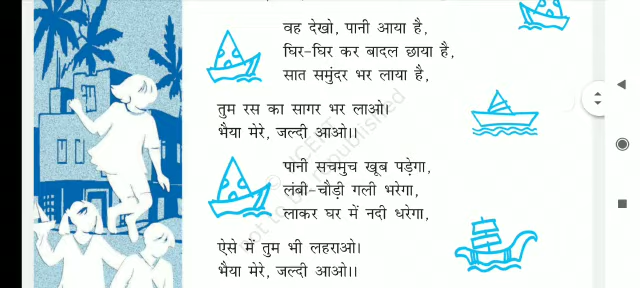 वह देखो, पानी आया है,
घिर-घिर कर बादल छाया है,
सात समुंदर भर लाया है,
तुम रस का सागर भर लाओ।
भैया मेरे, जल्दी आओ।।
पानी सचमुच खूब पड़ेगा,
लंबी-चौड़ी गली भरेगा,
लाकर घर में नदी धरेगा,
ऐसे में तुम भी लहराओ।
भैया मेरे, जल्दी आओ।।